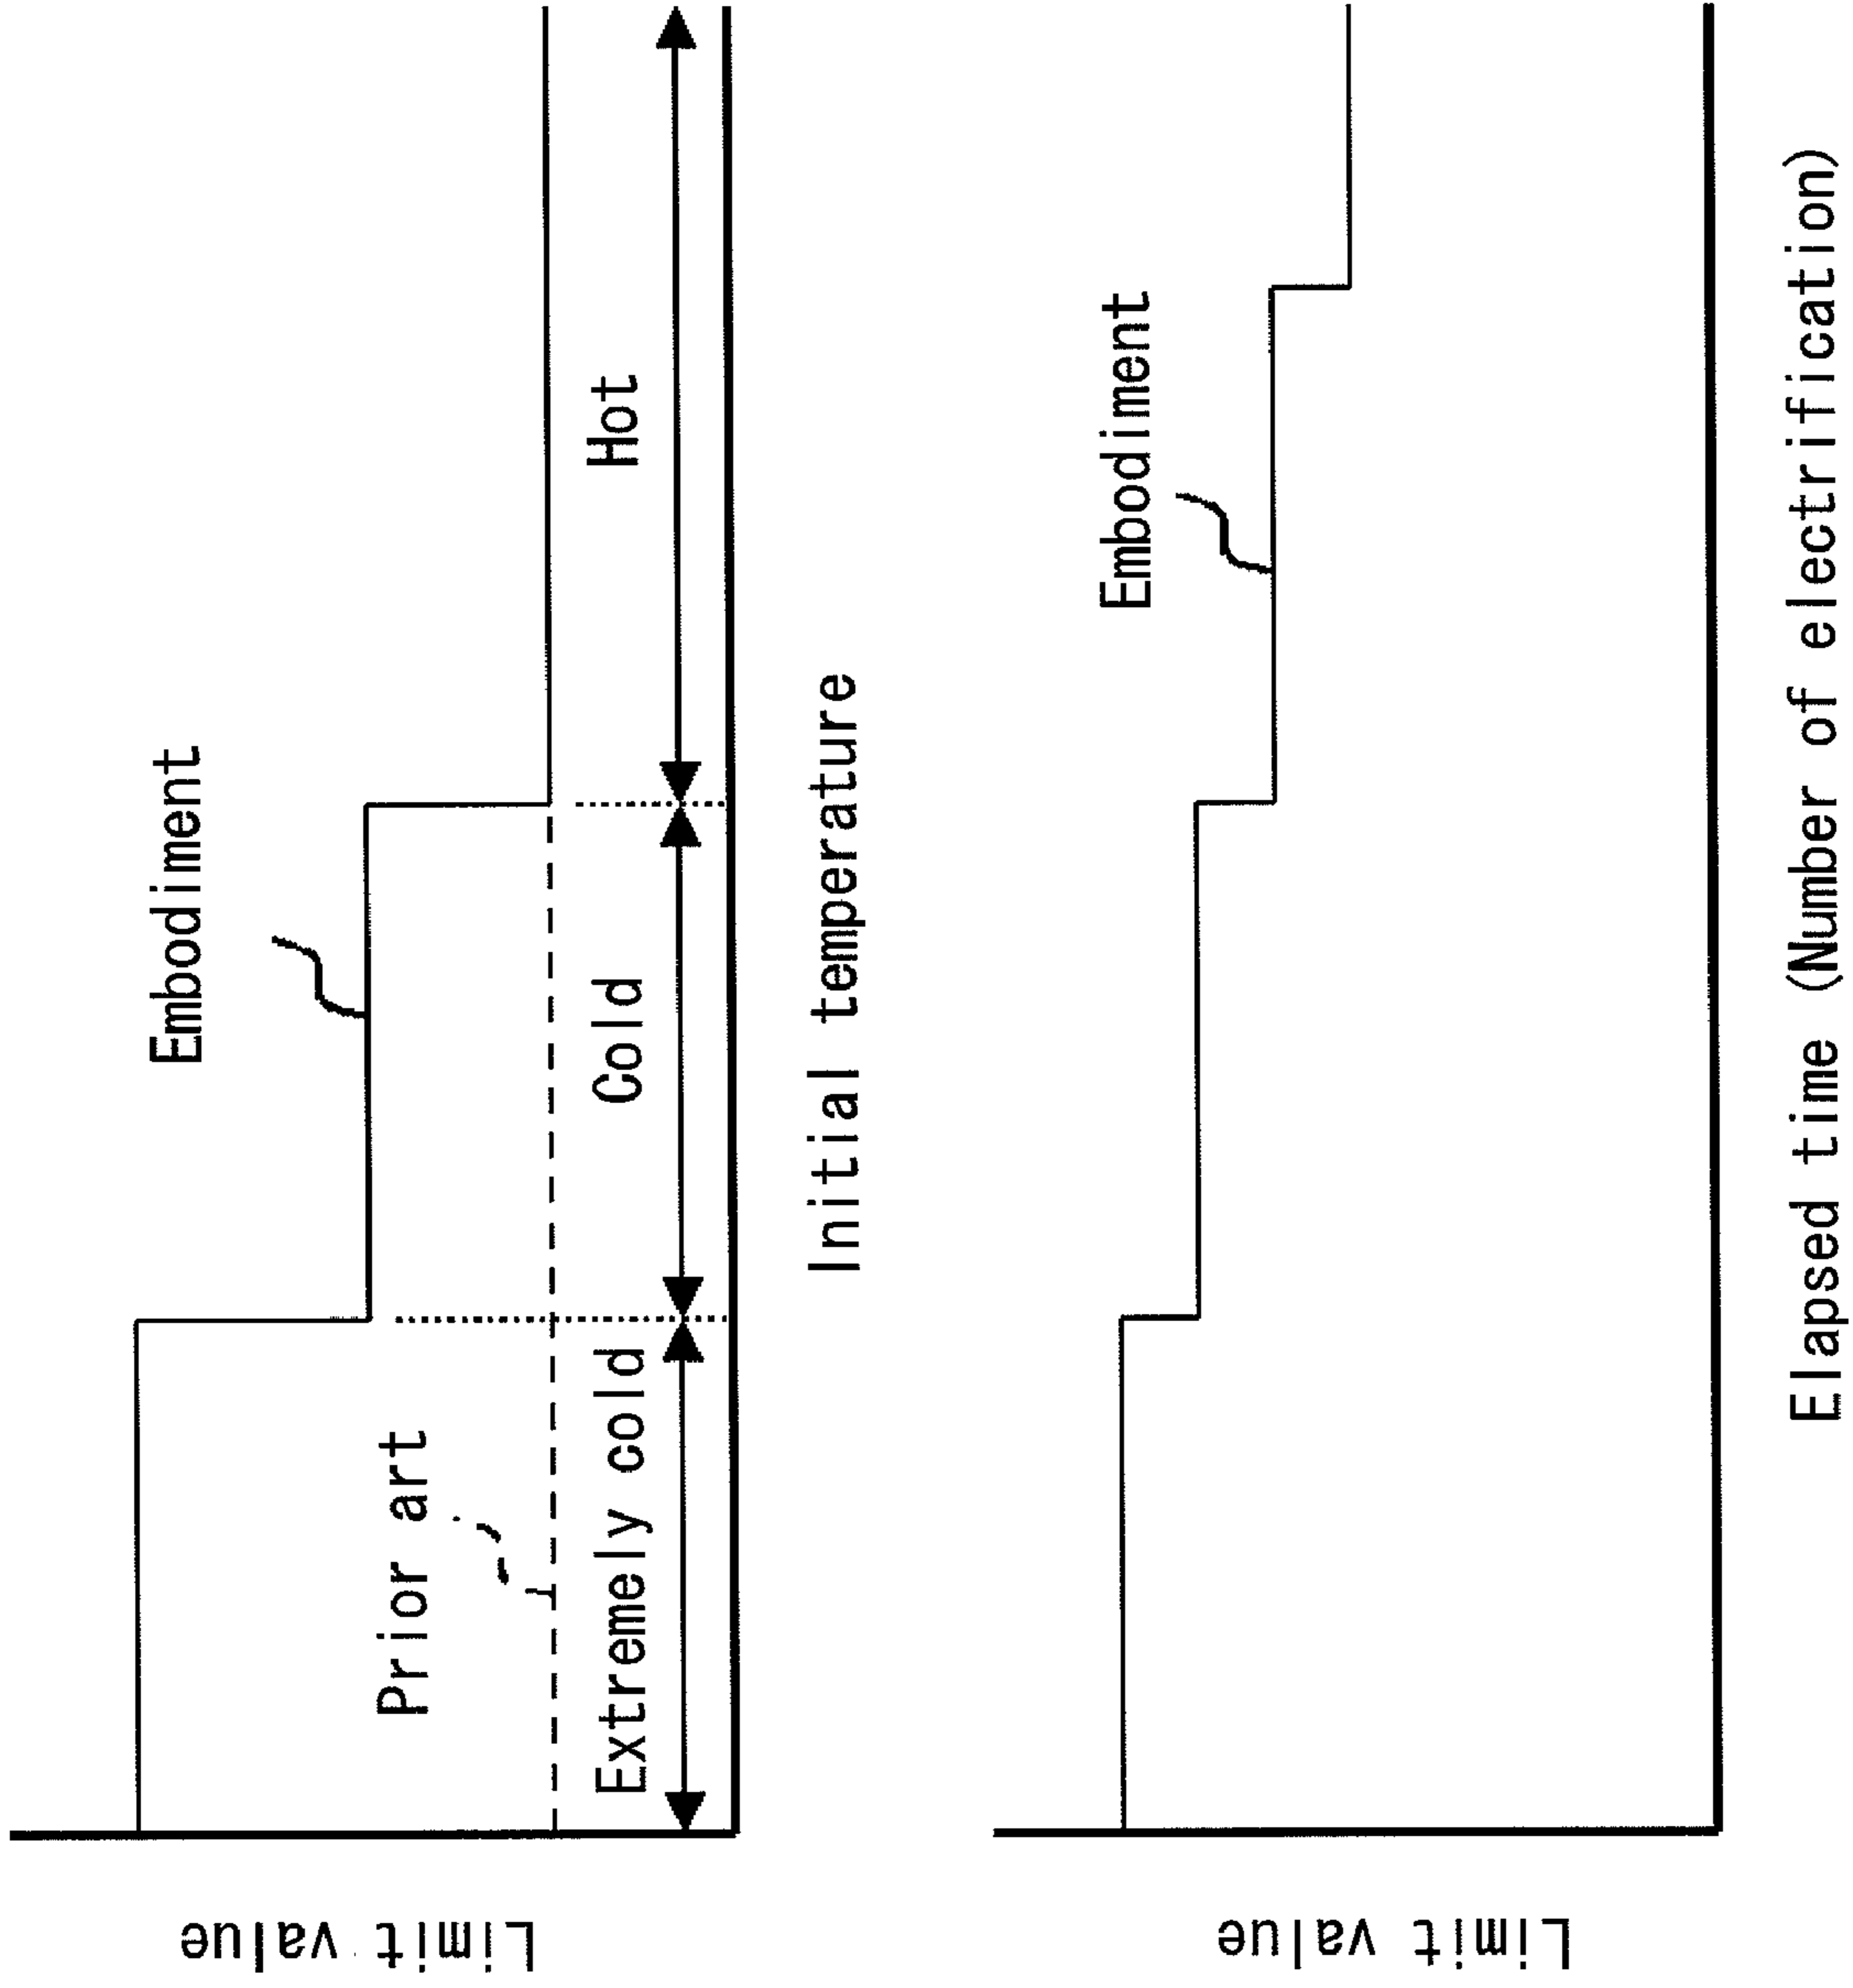 Limit value
Embodiment
Prior art
Extremely cold
Cold
Hot
Initial temperature
Limit value
Embodiment
Elapsed time (Number of electrification)